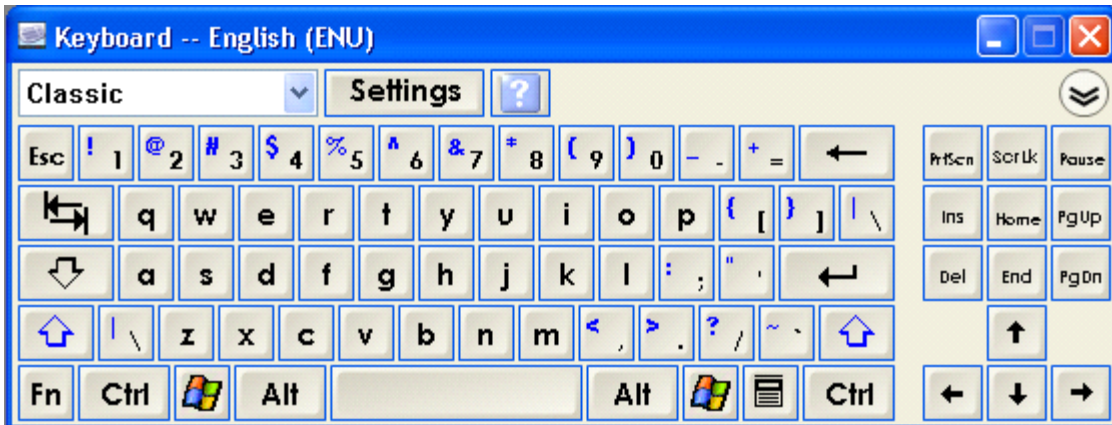 Keyboard -- English (ENU)
Classic Settings ?
Esc ! 1 @ 2 # 3 $ 4 % 5 ^ 6 & 7 * 8 ( 9 ) 0 _ - + = PrtScn ScrLk Pause
q w e r t y u i o p { [ } ] | \ Ins Home PgUp
a s d f g h j k l : ; " ' Del End PgDn
| \ z x c v b n m < , > . ? / ~ `
Fn Ctrl Alt Alt Ctrl